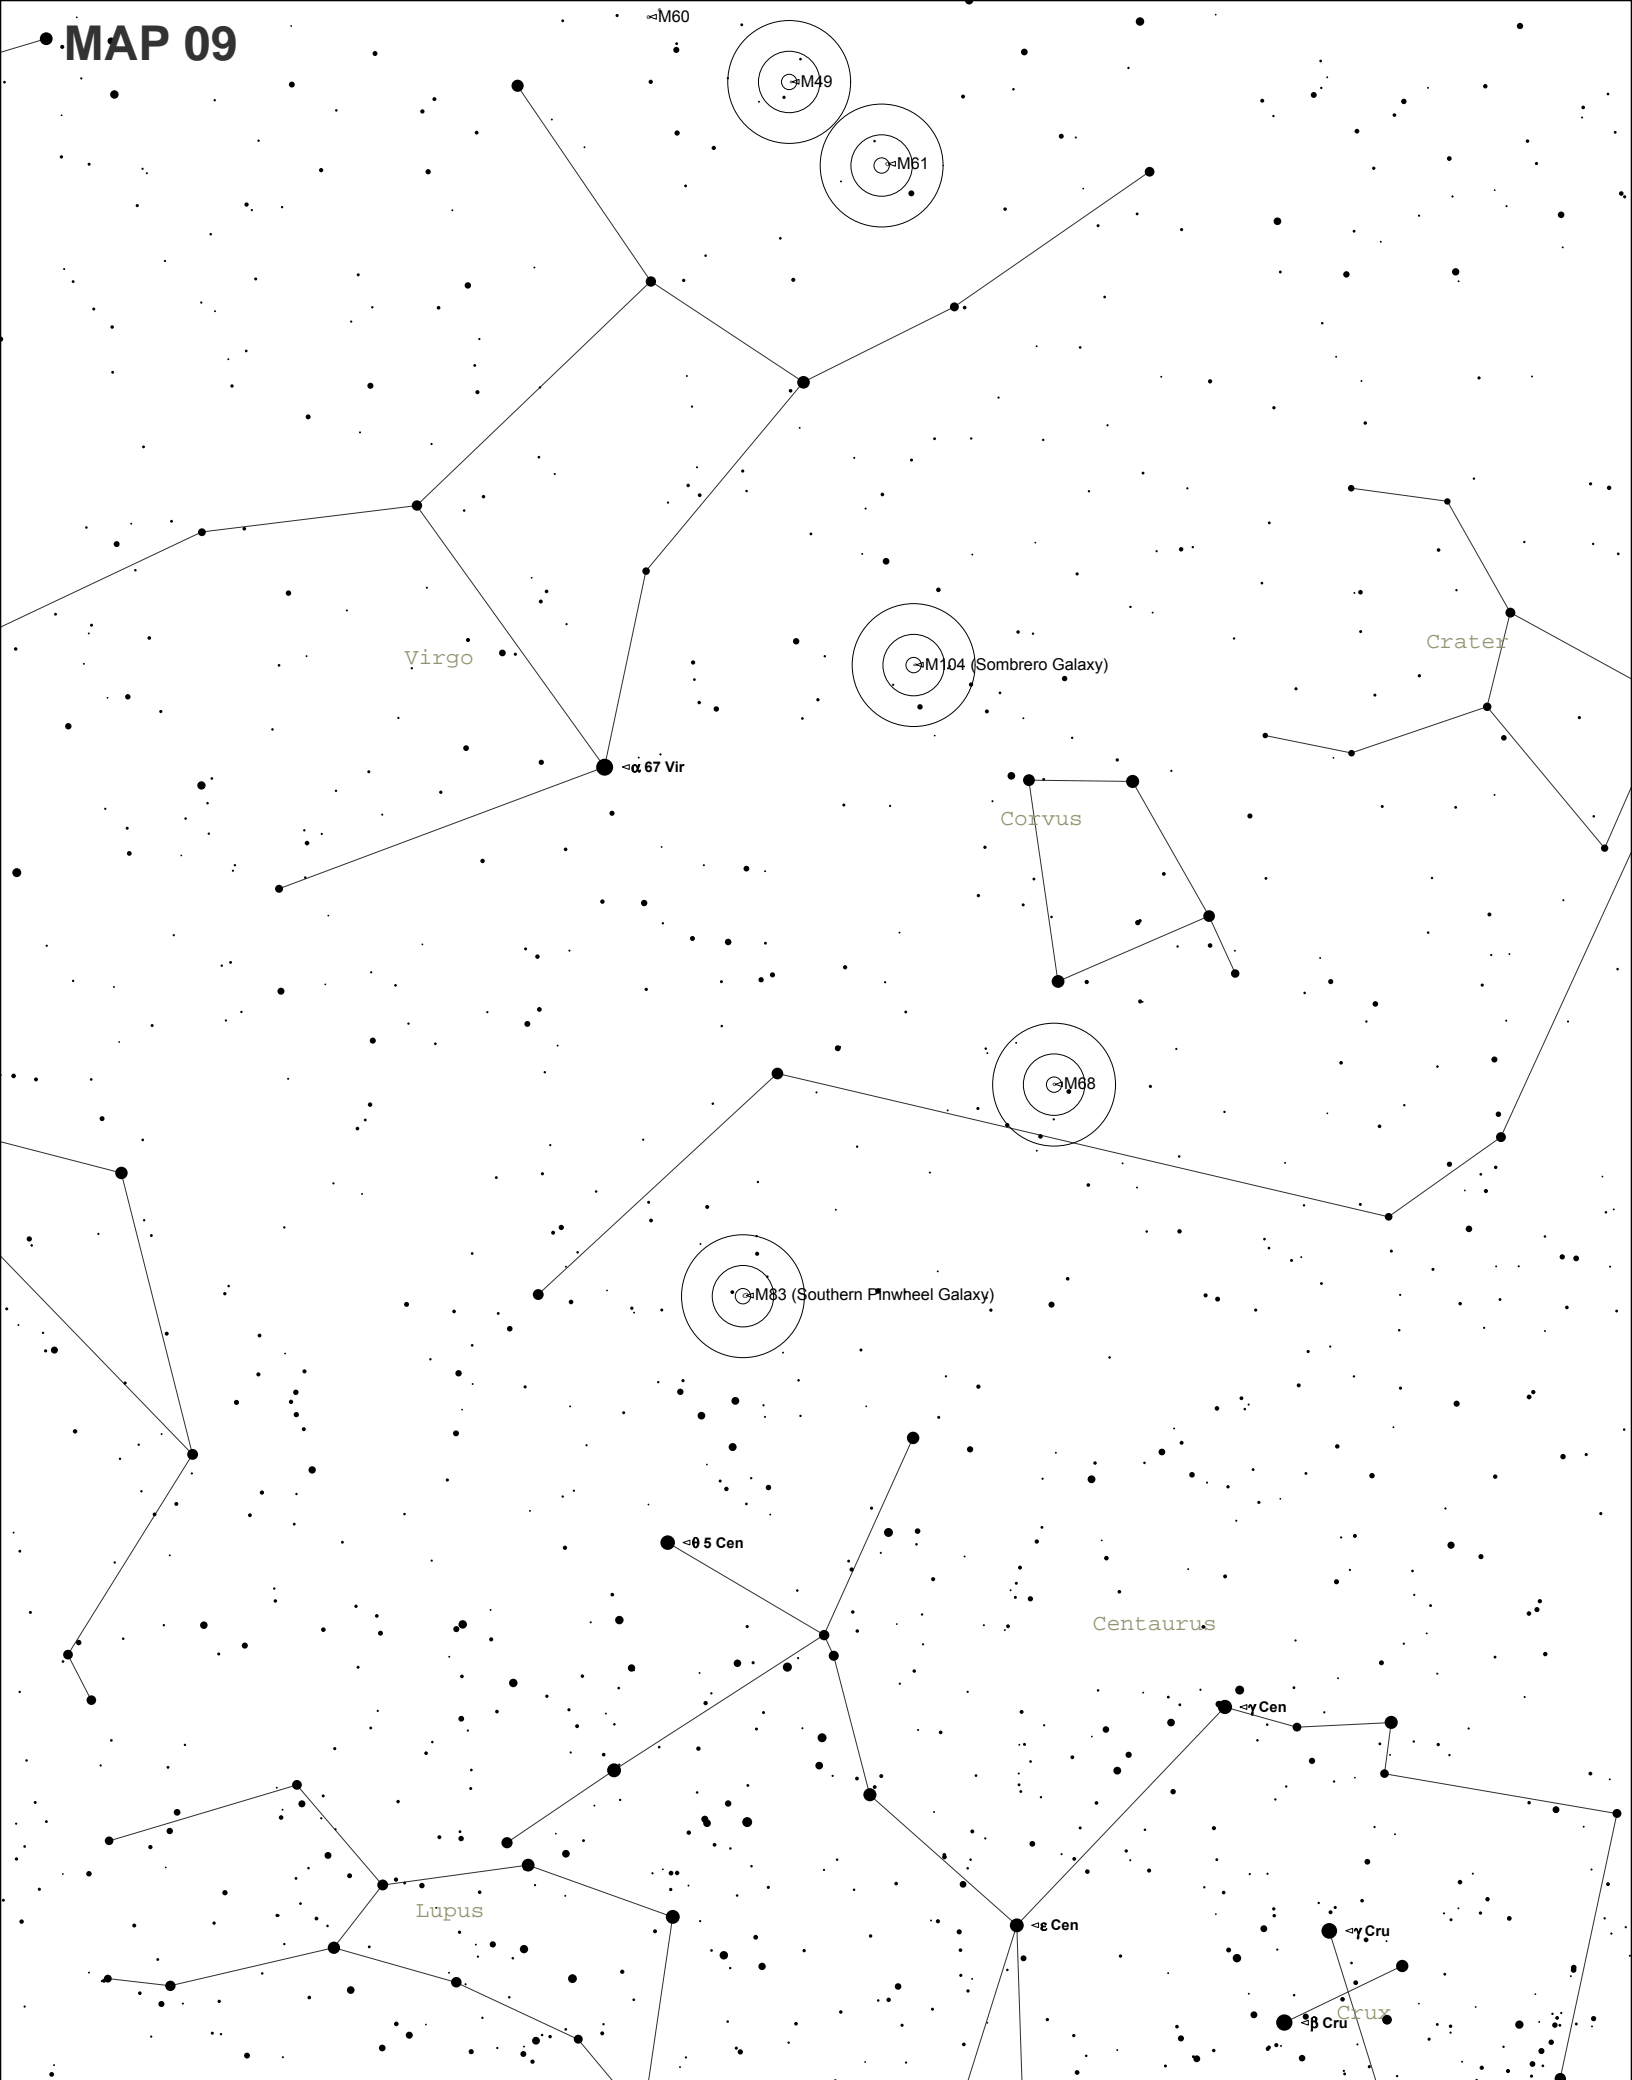 M60
MAP 09
M49
M61
Crater
Virgo
M104 (Sombrero Galaxy)
α 67 Vir
Corvus
M68
M83 (Southern Pinwheel Galaxy)
θ 5 Cen
Centaurus
γ Cen
Lupus
ε Cen
γ Cru
Crux
β Cru